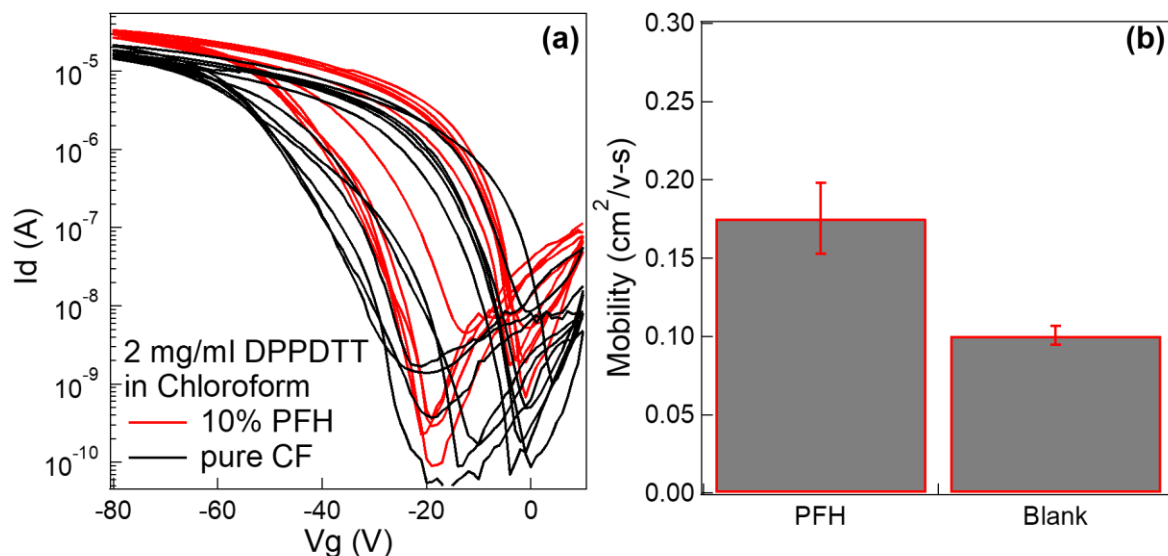 (a)
Id (A)
10^-5
10^-6
10^-7
10^-8
10^-9
10^-10
2 mg/ml DPPDTT
in Chloroform
10% PFH
pure CF
-80
-60
-40
-20
0
Vg (V)
(b)
Mobility (cm^2/v-s)
0.30
0.25
0.20
0.15
0.10
0.05
0.00
PFH
Blank